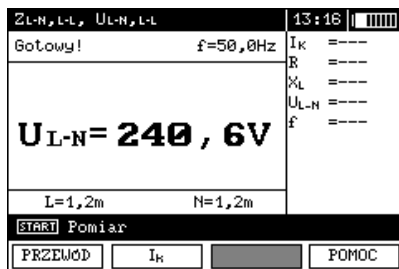 ZL-N,L-L, UL-N,L-L 13:16
Gotowy! f=50,0Hz
IK =---
R =---
XL =---
UL-N =---
f =---
UL-N= 240,6V
L=1,2m N=1,2m
START Pomiar
PRZEWÓD IK POMOC